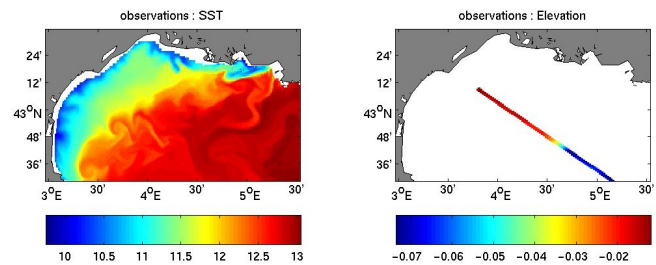 observations : SST
24'
12'
43°N
48'
36'
3°E
30'
4°E
30'
5°E
30'
10
10.5
11
11.5
12
12.5
13
observations : Elevation
24'
12'
43°N
48'
36'
3°E
30'
4°E
30'
5°E
30'
−0.07
−0.06
−0.05
−0.04
−0.03
−0.02